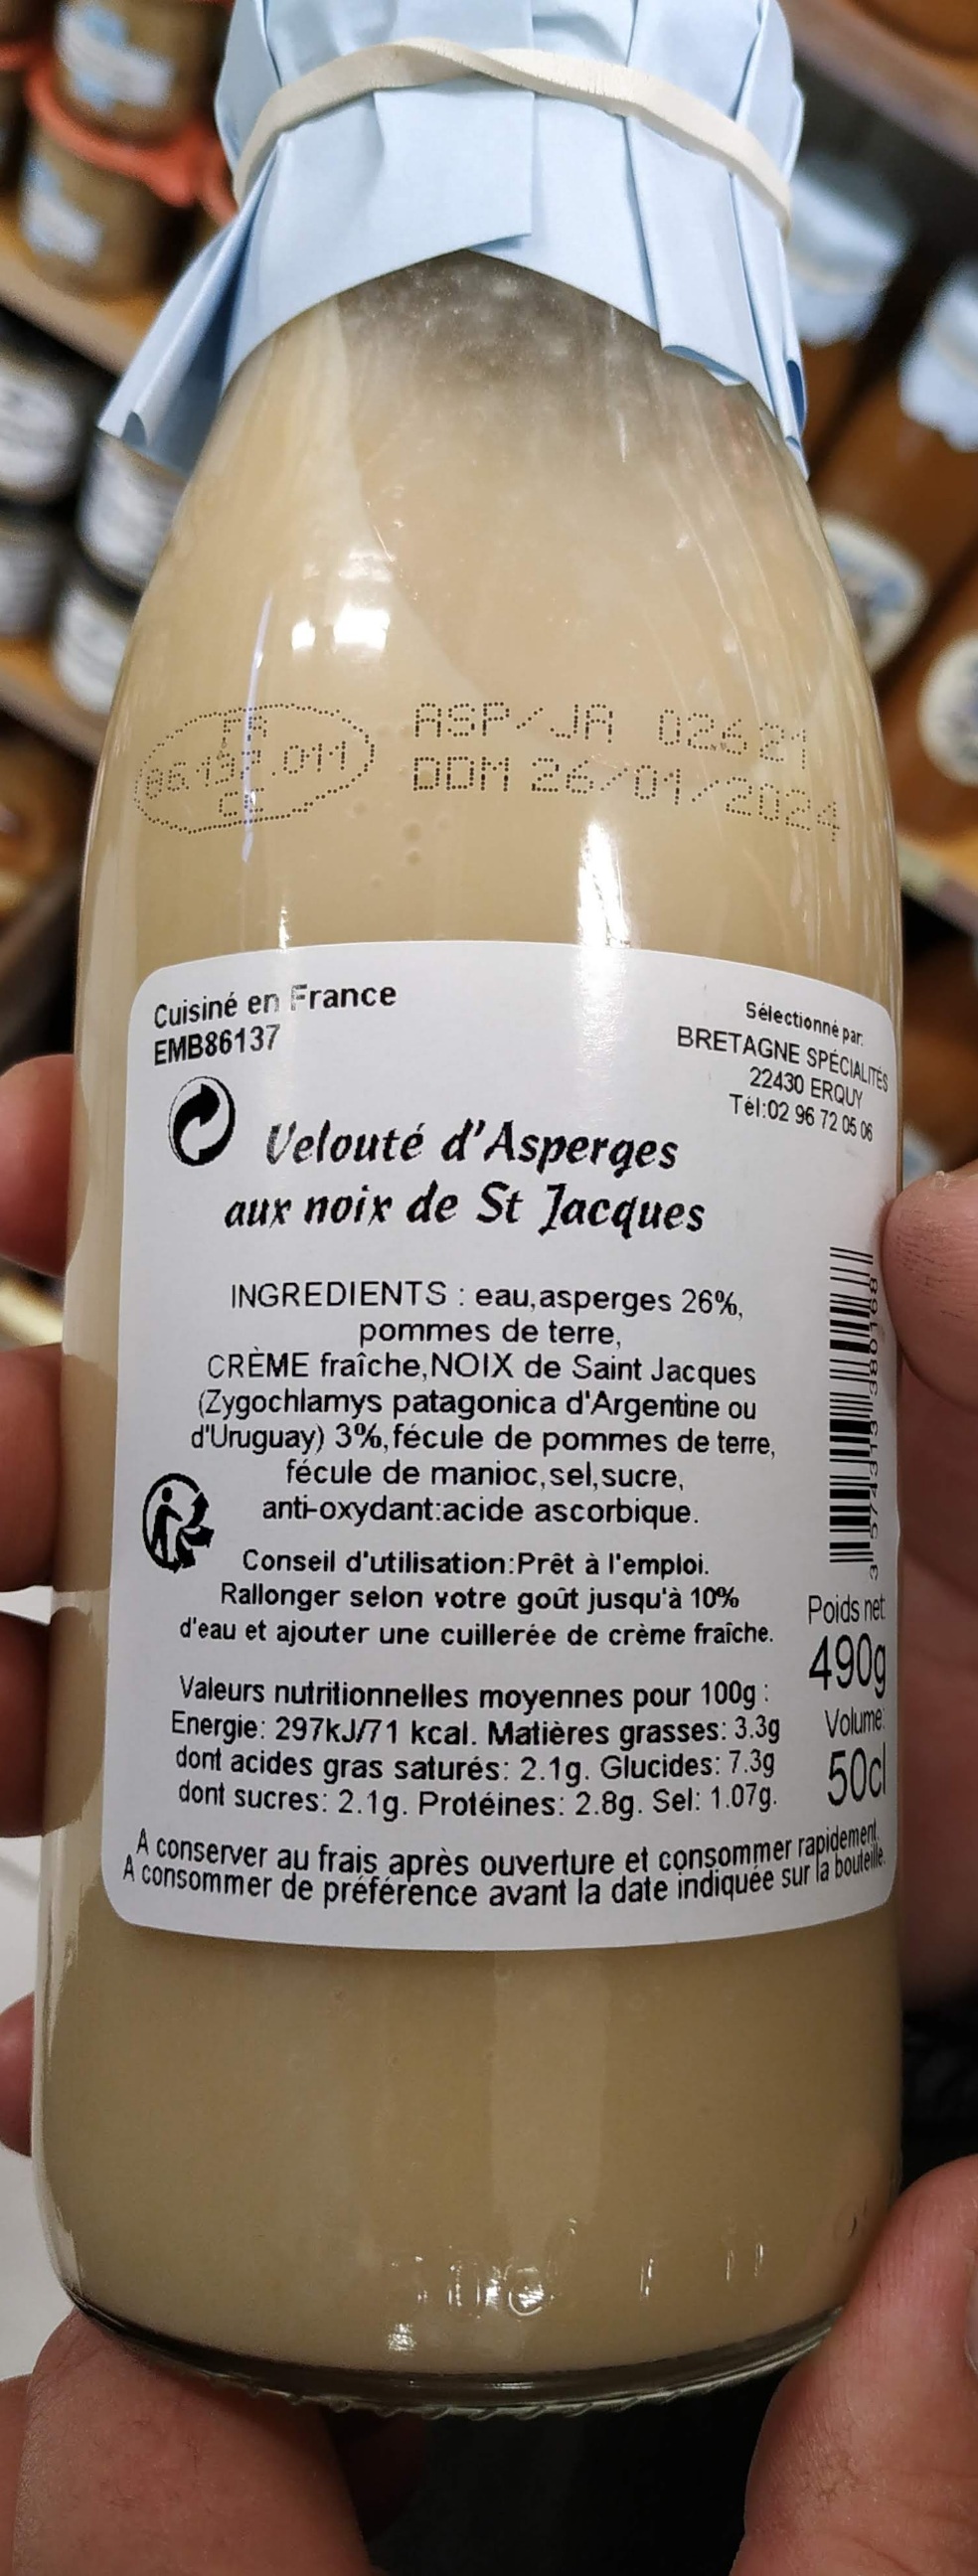 FR
86.137.011
CE
ASP/JA 02621
DDM 26/01/2024
Cuisiné en France
EMB86137
Sélectionné par:
BRETAGNE SPÉCIALITÉS
22430 ERQUY
Tél:02 96 72 05 06
Velouté d'Asperges
aux noix de St Jacques
INGREDIENTS : eau,asperges 26%,
pommes de terre,
CRÈME fraîche,NOIX de Saint Jacques
(Zygochlamys patagonica d'Argentine ou
d'Uruguay) 3%,fécule de pommes de terre,
fécule de manioc,sel,sucre,
anti-oxydant:acide ascorbique.
Conseil d'utilisation:Prêt à l'emploi.
Rallonger selon votre goût jusqu'à 10%
d'eau et ajouter une cuillerée de crème fraîche.
Poids net
490g
Volume:
50cl
Valeurs nutritionnelles moyennes pour 100g :
Energie: 297kJ/71 kcal. Matières grasses: 3.3g
dont acides gras saturés: 2.1g. Glucides: 7.3g
dont sucres: 2.1g. Protéines: 2.8g. Sel: 1.07g.
A conserver au frais après ouverture et consommer rapidement.
A consommer de préférence avant la date indiquée sur la bouteille.